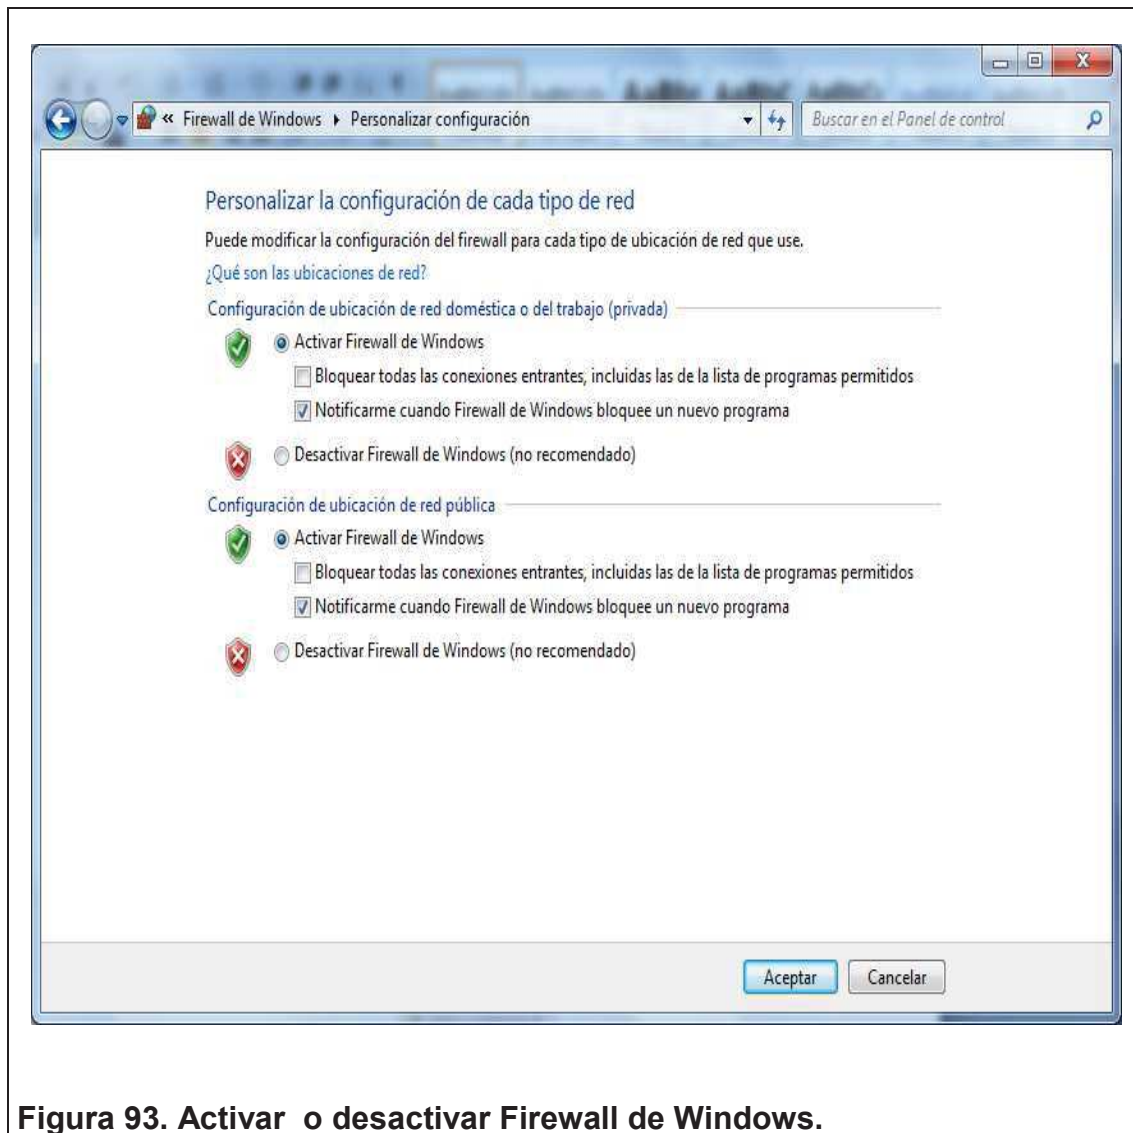 « Firewall de Windows Personalizar configuración
Buscar en el Panel de control
Personalizar la configuración de cada tipo de red
Puede modificar la configuración del firewall para cada tipo de ubicación de red que use.
¿Qué son las ubicaciones de red?
Configuración de ubicación de red doméstica o del trabajo (privada)
Activar Firewall de Windows
Bloquear todas las conexiones entrantes, incluidas las de la lista de programas permitidos
Notificarme cuando Firewall de Windows bloquee un nuevo programa
Desactivar Firewall de Windows (no recomendado)
Configuración de ubicación de red pública
Activar Firewall de Windows
Bloquear todas las conexiones entrantes, incluidas las de la lista de programas permitidos
Notificarme cuando Firewall de Windows bloquee un nuevo programa
Desactivar Firewall de Windows (no recomendado)
Aceptar
Cancelar
Figura 93. Activar o desactivar Firewall de Windows.